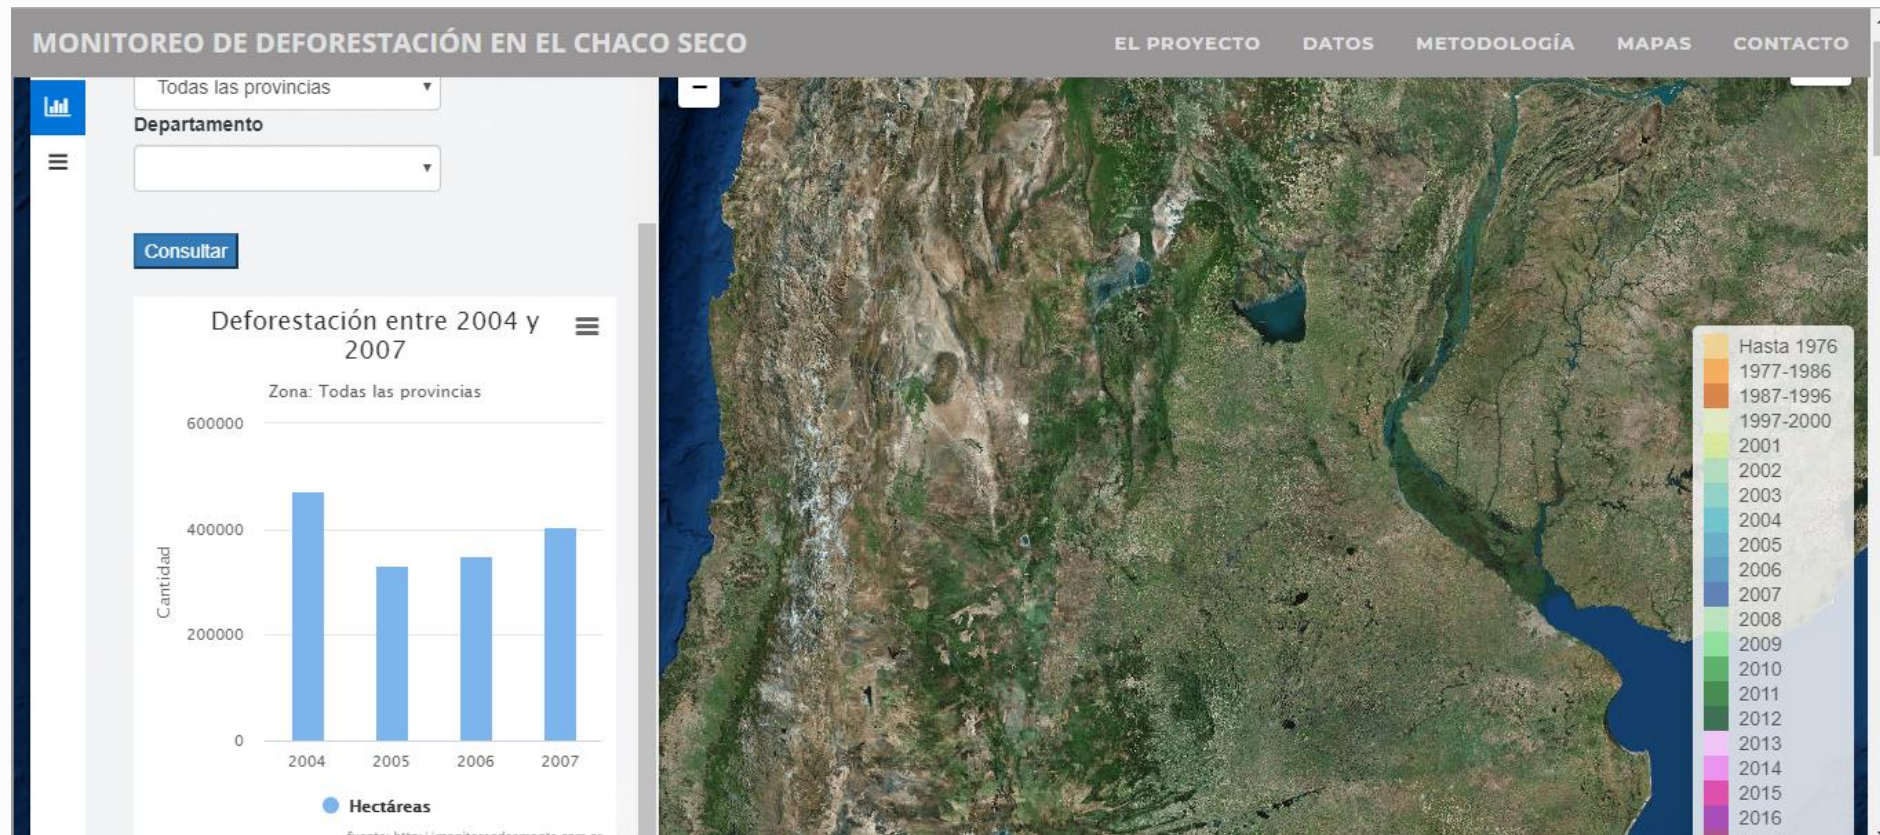 MONITOREO DE DEFORESTACIÓN EN EL CHACO SECO
EL PROYECTO DATOS METODOLOGÍA MAPAS CONTACTO
Todas las provincias
Departamento
Consultar
Deforestación entre 2004 y
2007
Zona: Todas las provincias
600000
400000
200000
0
Cantidad
2004 2005 2006 2007
Hectáreas
Hasta 1976
1977-1986
1987-1996
1997-2000
2001
2002
2003
2004
2005
2006
2007
2008
2009
2010
2011
2012
2013
2014
2015
2016